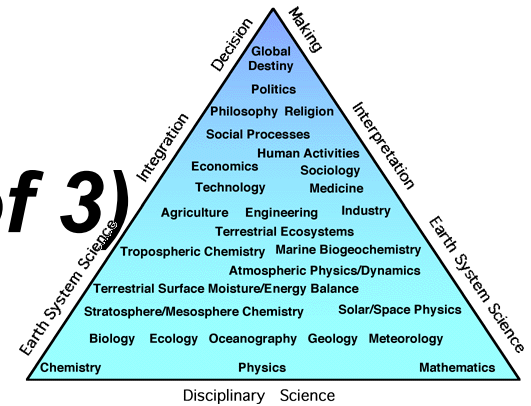 Decision Making
Global
Destiny
Politics
Philosophy Religion
Integration
Interpretation
Social Processes
Human Activities
Economics Sociology
Technology Medicine
of 3)
Agriculture Engineering Industry
Terrestrial Ecosystems
Earth System Science
Earth System Science
Tropospheric Chemistry Marine Biogeochemistry
Atmospheric Physics/Dynamics
Terrestrial Surface Moisture/Energy Balance
Stratosphere/Mesosphere Chemistry Solar/Space Physics
Biology Ecology Oceanography Geology Meteorology
Chemistry Physics Mathematics
Disciplinary Science